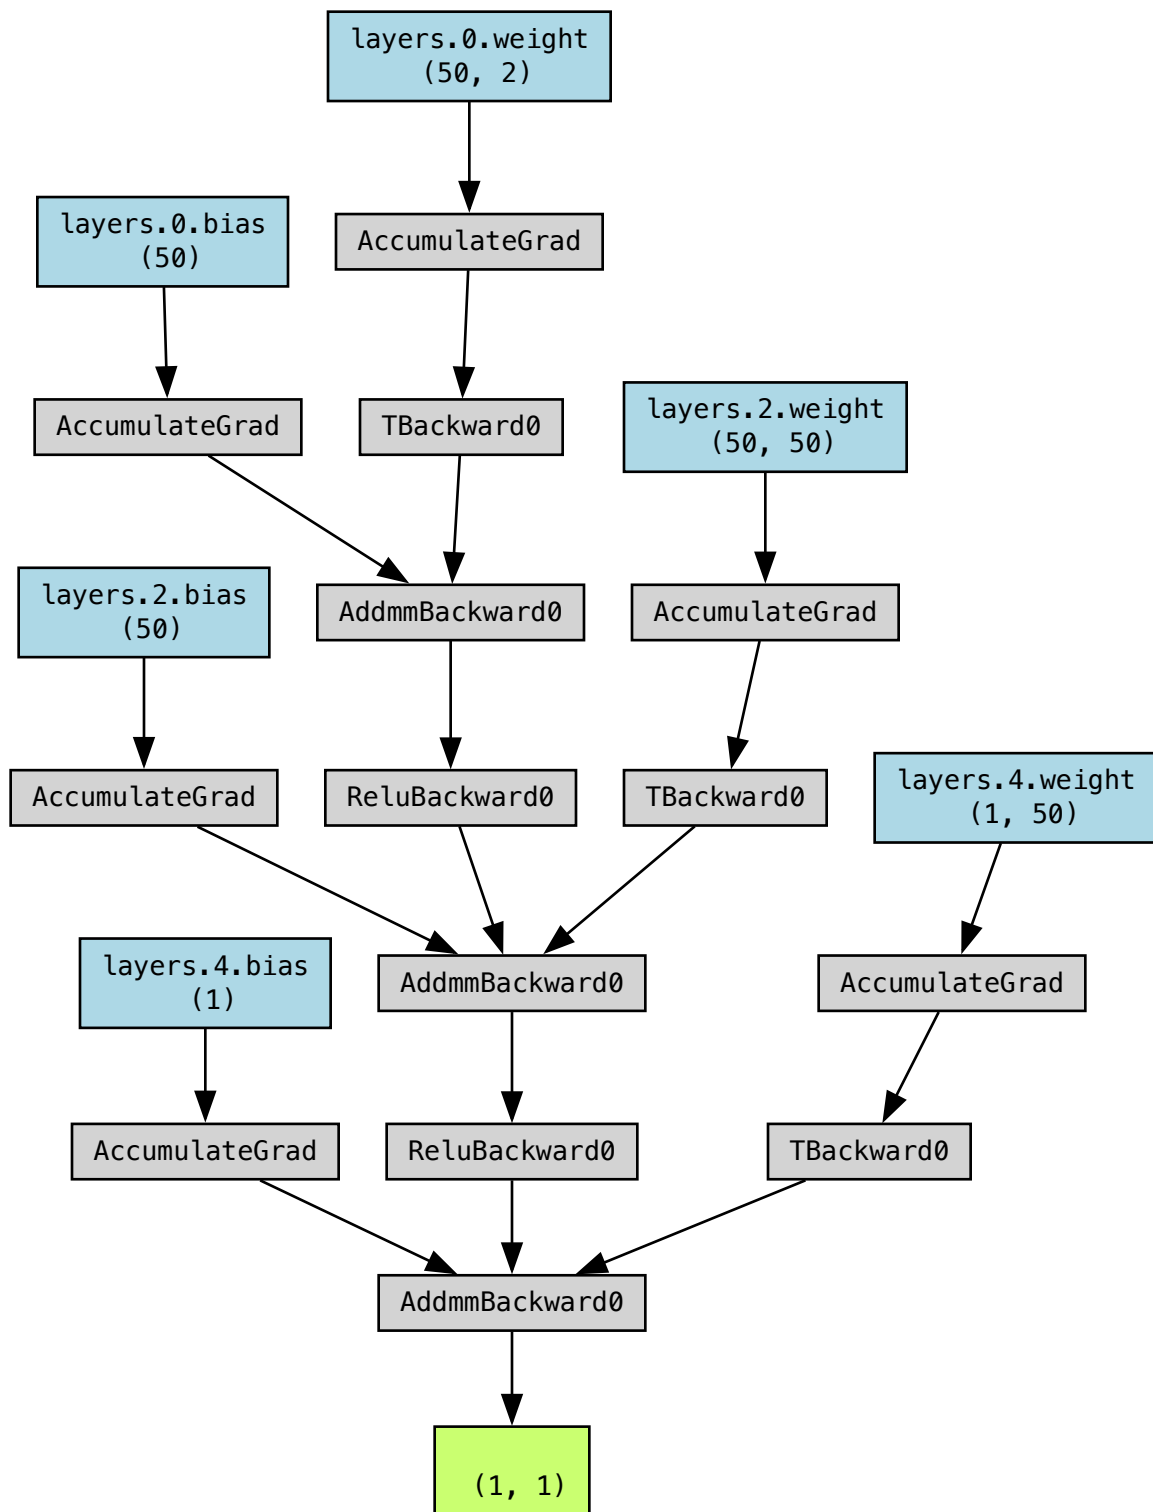 layers.0.weight
(50, 2)
layers.0.bias
(50)
AccumulateGrad
AccumulateGrad
TBackward0
layers.2.weight
(50, 50)
layers.2.bias
(50)
AddmmBackward0
AccumulateGrad
AccumulateGrad
ReluBackward0
TBackward0
layers.4.weight
(1, 50)
layers.4.bias
(1)
AddmmBackward0
AccumulateGrad
AccumulateGrad
ReluBackward0
TBackward0
AddmmBackward0
(1, 1)